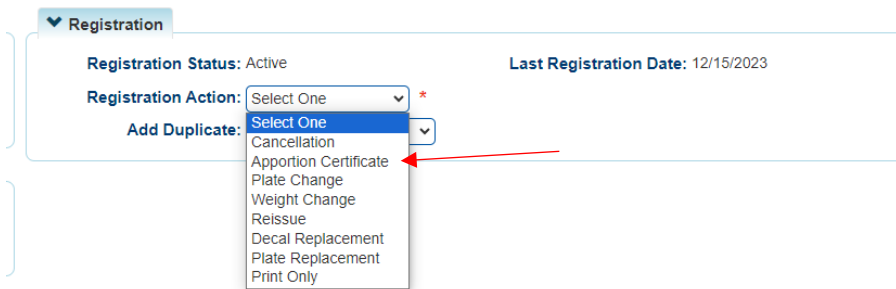 Registration
Registration Status: Active Last Registration Date: 12/15/2023
Registration Action: Select One *
Add Duplicate:
Select One
Cancellation
Apportion Certificate
Plate Change
Weight Change
Reissue
Decal Replacement
Plate Replacement
Print Only